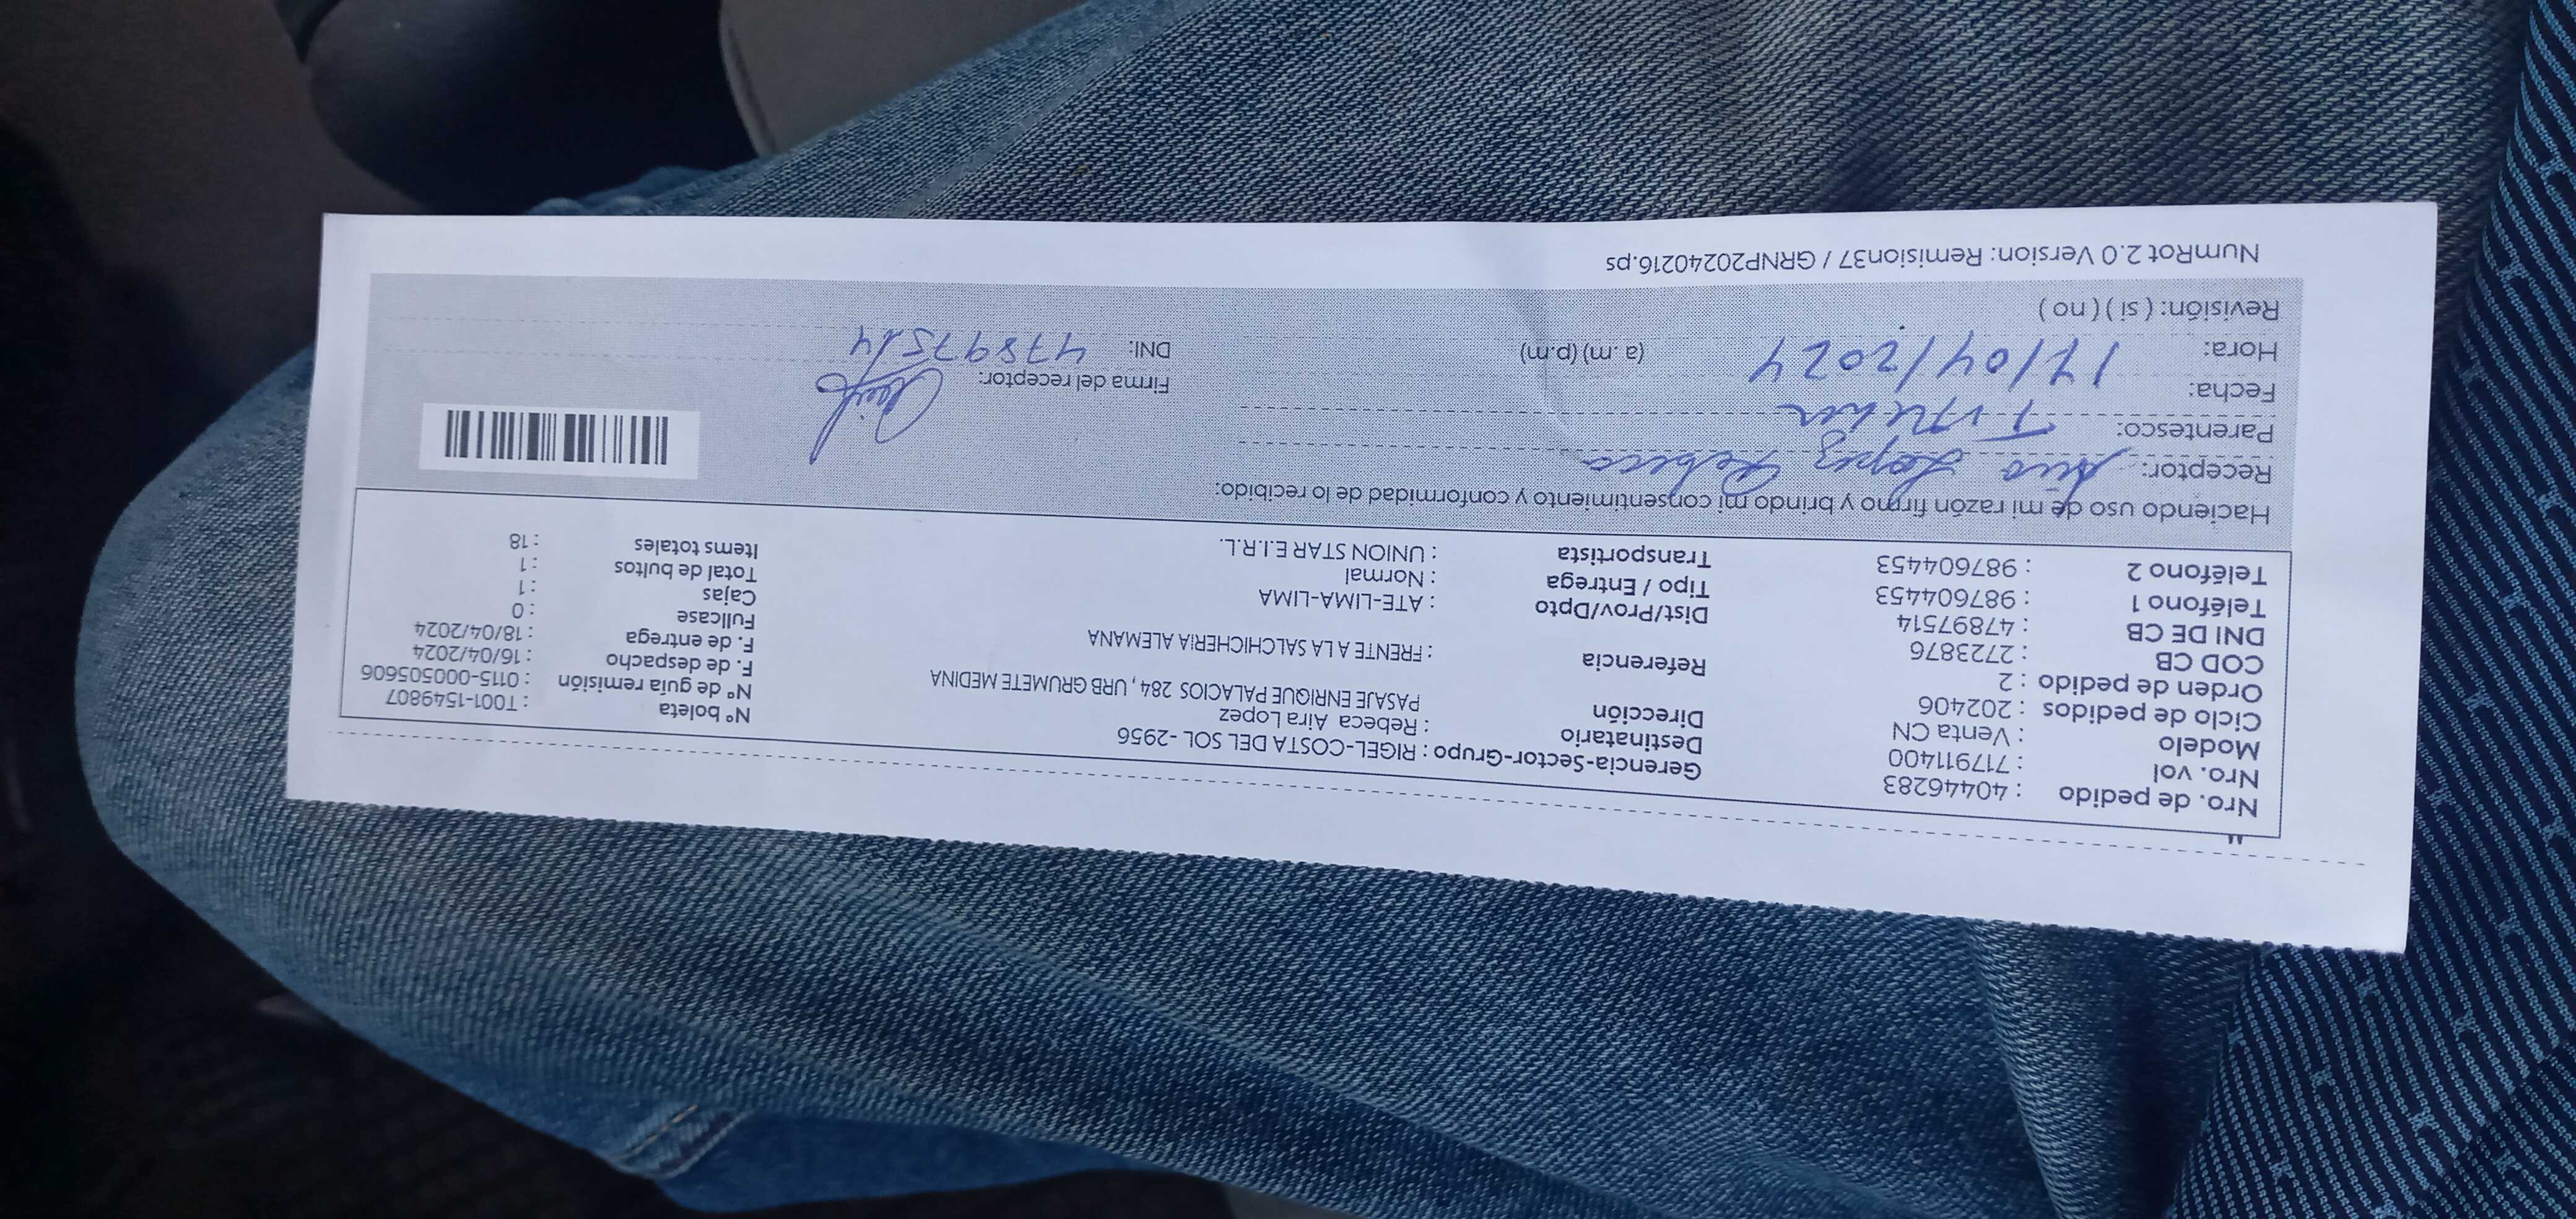 Nro. de pedido : 40446283
Nro. vol : 717911400
Modelo : Venta CN
Ciclo de pedidos : 202406
Orden de pedido : 2
COD CB : 2723876
DNI DE CB : 47897514
Teléfono 1 : 987604453
Teléfono 2 : 987604453
Gerencia-Sector-Grupo : RIGEL-COSTA DEL SOL -2956
Destinatario : Rebeca Aira Lopez
Dirección PASAJE ENRIQUE PALACIOS 284 , URB GRUMETE MEDINA
Referencia : FRENTE A LA SALCHICHERIA ALEMANA
Dist/Prov/Dpto : ATE-LIMA-LIMA
Tipo / Entrega : Normal
Transportista : UNION STAR E.I.R.L.
Nº boleta : T001-1549807
Nº de guía remisión : 0115-000505606
F. de despacho : 16/04/2024
F. de entrega : 18/04/2024
Fullcase : 0
Cajas : 1
Total de bultos : 1
Items totales : 18
Haciendo uso de mi razón firmo y brindo mi consentimiento y conformidad de lo recibido:
Receptor: Lopez Rebeca
Parentesco:
Fecha: 17/04/2024
Hora: (a .m) (p.m)
Revisión: ( si ) ( no )
Firma del receptor:
DNI: 47897514
NumRot 2.0 Version: Remision37 / GRNP20240216.ps